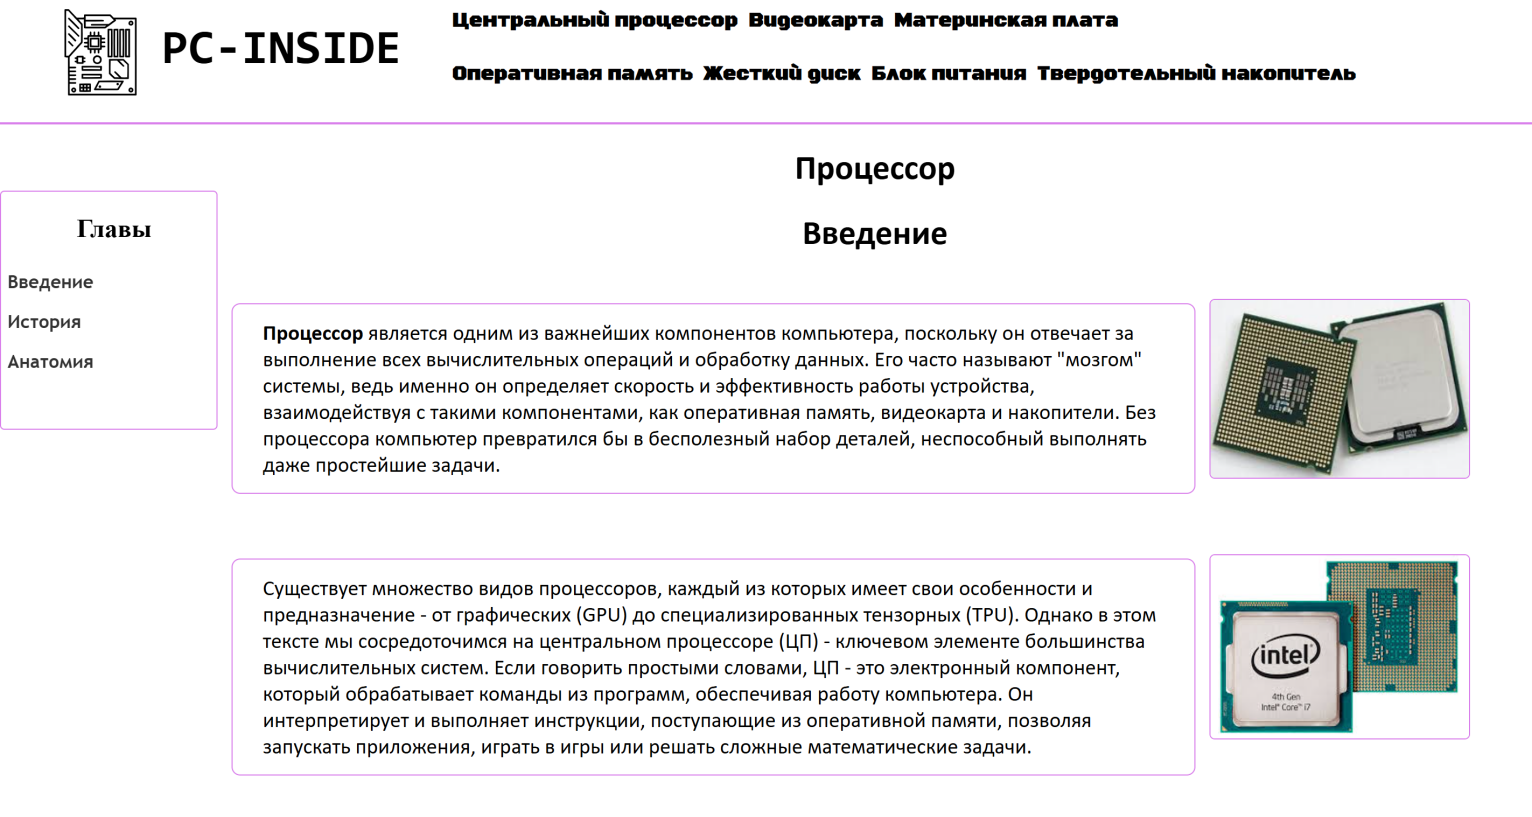 PC-INSIDE
Центральный процессор Видеокарта Материнская плата
Оперативная память Жесткий диск Блок питания Твердотельный накопитель
Процессор
Введение
Главы
Введение
История
Анатомия
Процессор является одним из важнейших компонентов компьютера, поскольку он отвечает за
выполнение всех вычислительных операций и обработку данных. Его часто называют "мозгом"
системы, ведь именно он определяет скорость и эффективность работы устройства,
взаимодействуя с такими компонентами, как оперативная память, видеокарта и накопители. Без
процессора компьютер превратился бы в бесполезный набор деталей, неспособный выполнять
даже простейшие задачи.
Существует множество видов процессоров, каждый из которых имеет свои особенности и
предназначение - от графических (GPU) до специализированных тензорных (TPU). Однако в этом
тексте мы сосредоточимся на центральном процессоре (ЦП) - ключевом элементе большинства
вычислительных систем. Если говорить простыми словами, ЦП - это электронный компонент,
который обрабатывает команды из программ, обеспечивая работу компьютера. Он
интерпретирует и выполняет инструкции, поступающие из оперативной памяти, позволяя
запускать приложения, играть в игры или решать сложные математические задачи.
intel
4th Gen
Intel® Core™ i7